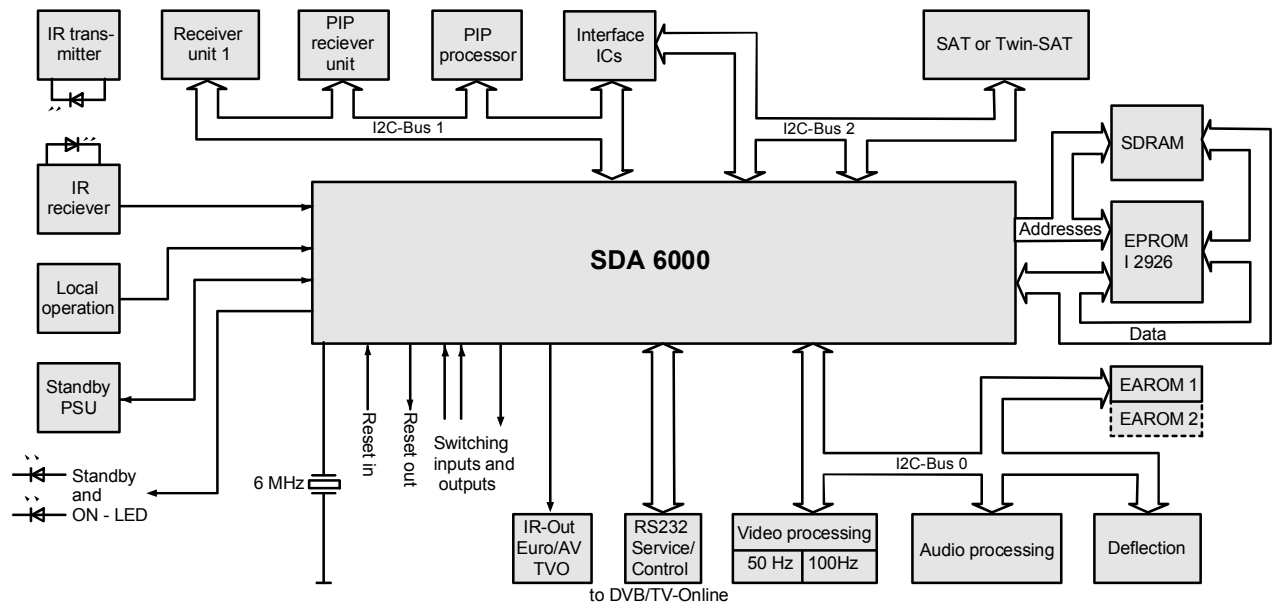 IR trans-
mitter
Receiver
unit 1
PIP
reciever
unit
PIP
processor
Interface
ICs
SAT or Twin-SAT
I2C-Bus 1
I2C-Bus 2
SDRAM
IR
reciever
Addresses
EPROM
I 2926
SDA 6000
Local
operation
Data
Standby
PSU
EAROM 1
EAROM 2
Reset in
Reset out
Switching
inputs and
outputs
I2C-Bus 0
Standby
and
ON - LED
6 MHz
IR-Out
Euro/AV
TVO
RS232
Service/
Control
Video processing
50 Hz
100Hz
Audio processing
Deflection
to DVB/TV-Online